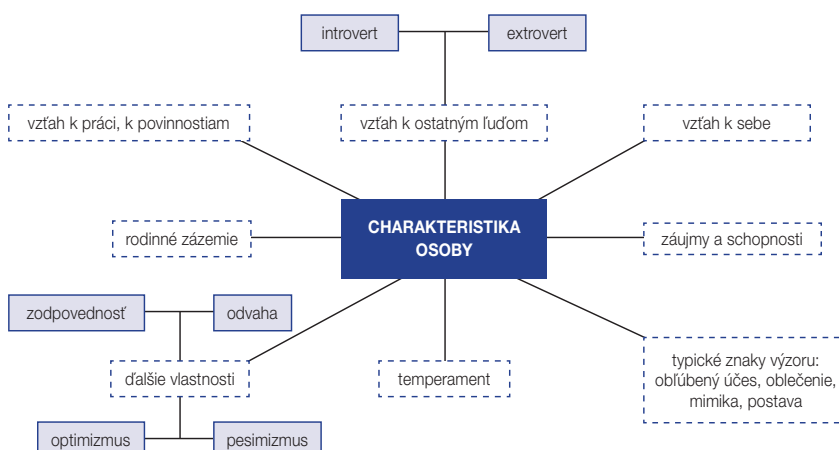 introvert
extrovert
vzťah k práci, k povinnostiam
vzťah k ostatným ľuďom
vzťah k sebe
CHARAKTERISTIKA
OSOBY
rodinné zázemie
záujmy a schopnosti
zodpovednosť
odvaha
ďalšie vlastnosti
temperament
typické znaky výzoru:
obľúbený účes, oblečenie,
mimika, postava
optimizmus
pesimizmus